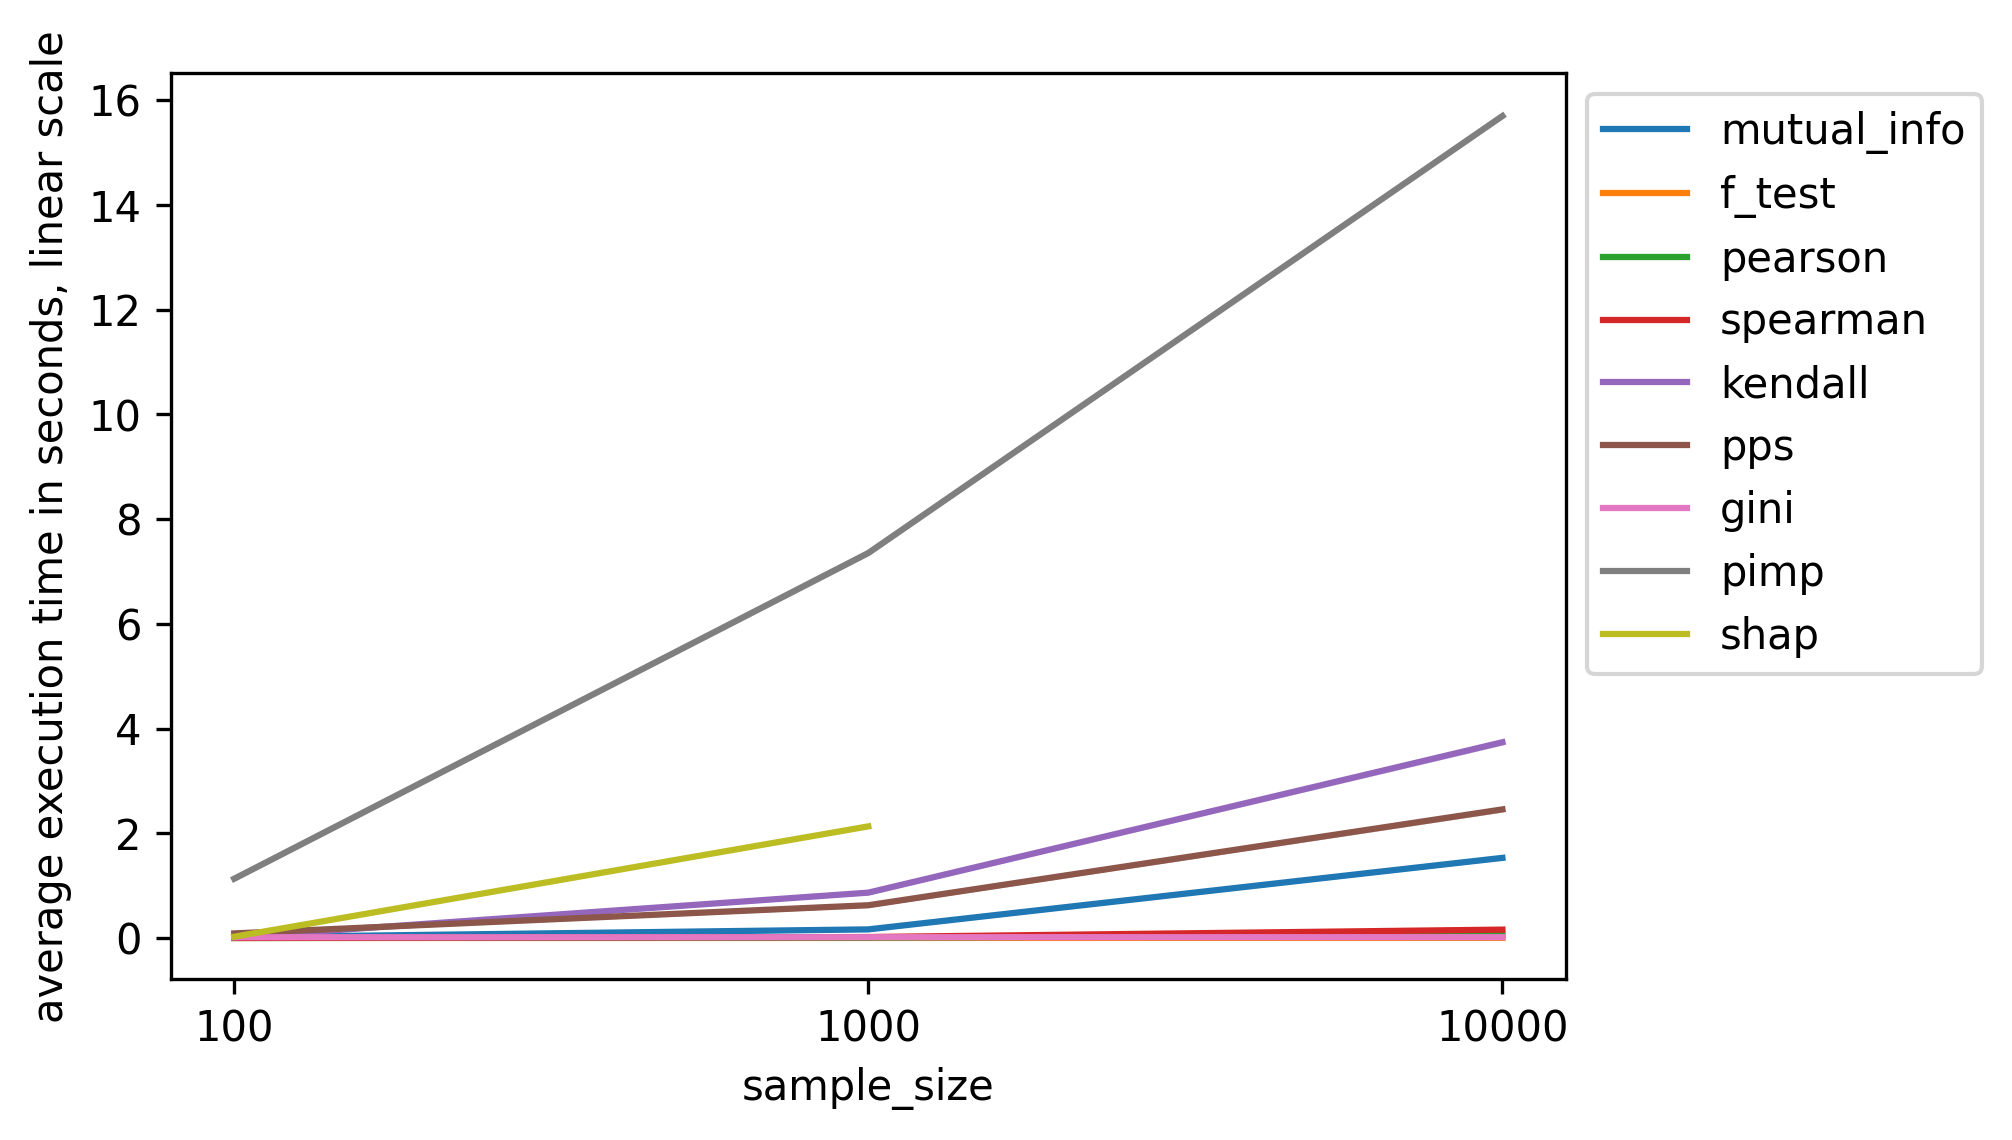 average execution time in seconds, linear scale
16
14
12
10
8
6
4
2
0
100
1000
10000
sample_size
mutual_info
f_test
pearson
spearman
kendall
pps
gini
pimp
shap